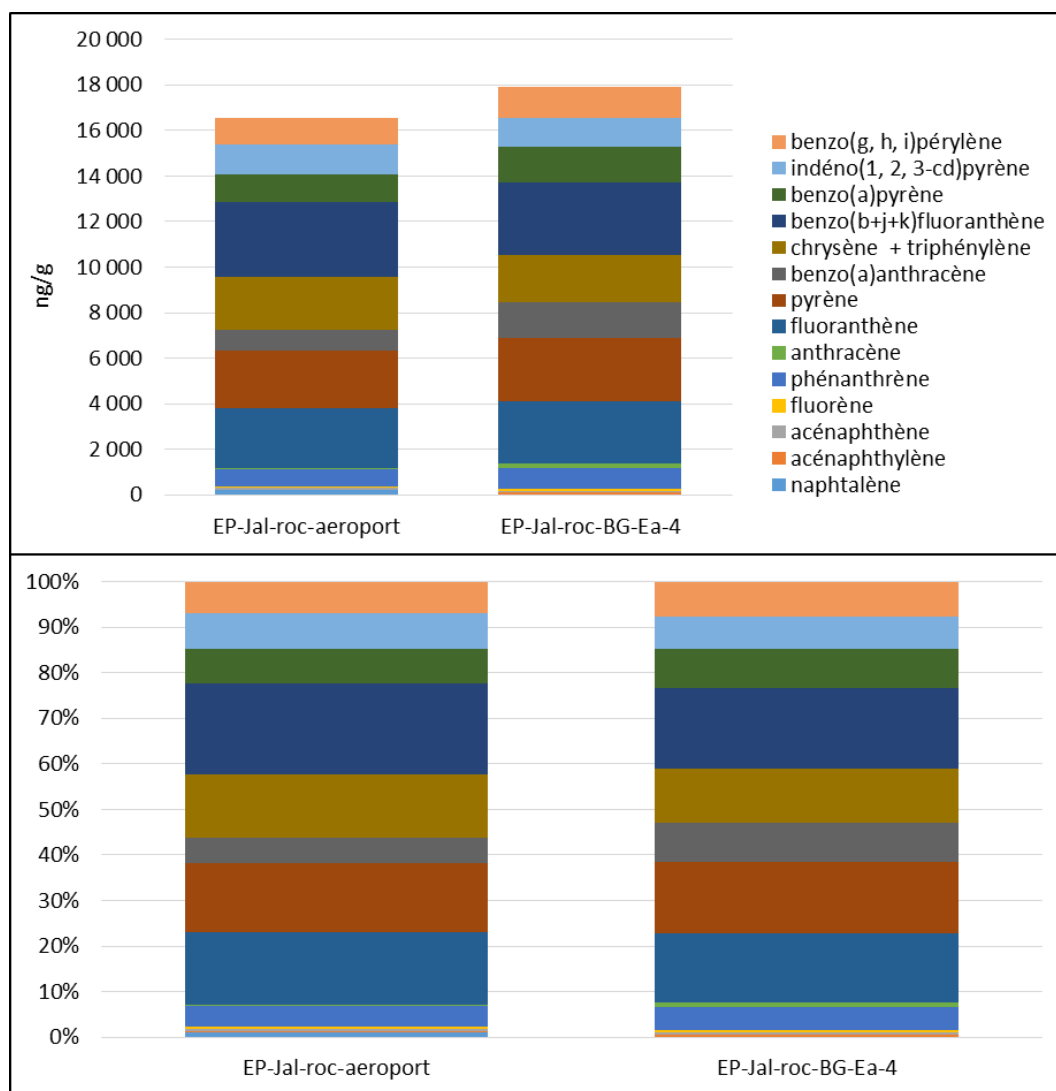 20 000
18 000
16 000
14 000
12 000
10 000
8 000
6 000
4 000
2 000
0
ng/g
EP-Jal-roc-aeroport
EP-Jal-roc-BG-Ea-4
benzo(g, h, i)pérylène
indéno(1, 2, 3-cd)pyrène
benzo(a)pyrène
benzo(b+j+k)fluoranthène
chrysène + triphénylène
benzo(a)anthracène
pyrène
fluoranthène
anthracène
phénanthrène
fluorène
acénaphthène
acénaphthylène
naphtalène
100%
90%
80%
70%
60%
50%
40%
30%
20%
10%
0%
EP-Jal-roc-aeroport
EP-Jal-roc-BG-Ea-4